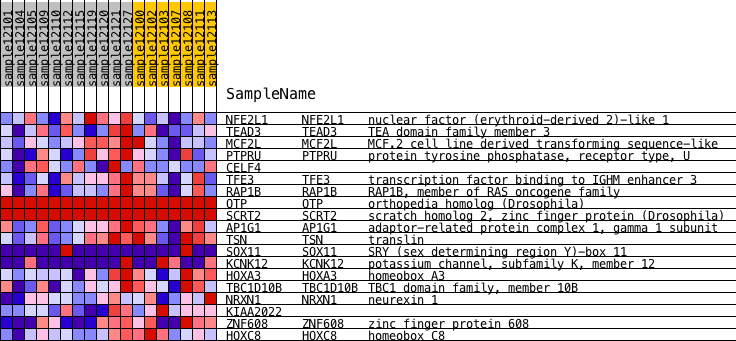 sample12101
sample12104
sample12105
sample12109
sample12110
sample12112
sample12115
sample12119
sample12120
sample12121
sample12127
sample12100
sample12102
sample12103
sample12107
sample12108
sample12111
sample12113
SampleName
NFE2L1 NFE2L1 nuclear factor (erythroid-derived 2)-like 1
TEAD3 TEAD3 TEA domain family member 3
MCF2L MCF2L MCF.2 cell line derived transforming sequence-like
PTPRU PTPRU protein tyrosine phosphatase, receptor type, U
CELF4
TFE3 TFE3 transcription factor binding to IGHM enhancer 3
RAP1B RAP1B RAP1B, member of RAS oncogene family
OTP OTP orthopedia homolog (Drosophila)
SCRT2 SCRT2 scratch homolog 2, zinc finger protein (Drosophila)
AP1G1 AP1G1 adaptor-related protein complex 1, gamma 1 subunit
TSN TSN translin
SOX11 SOX11 SRY (sex determining region Y)-box 11
KCNK12 KCNK12 potassium channel, subfamily K, member 12
HOXA3 HOXA3 homeobox A3
TBC1D10B TBC1D10B TBC1 domain family, member 10B
NRXN1 NRXN1 neurexin 1
KIAA2022
ZNF608 ZNF608 zinc finger protein 608
HOXC8 HOXC8 homeobox C8